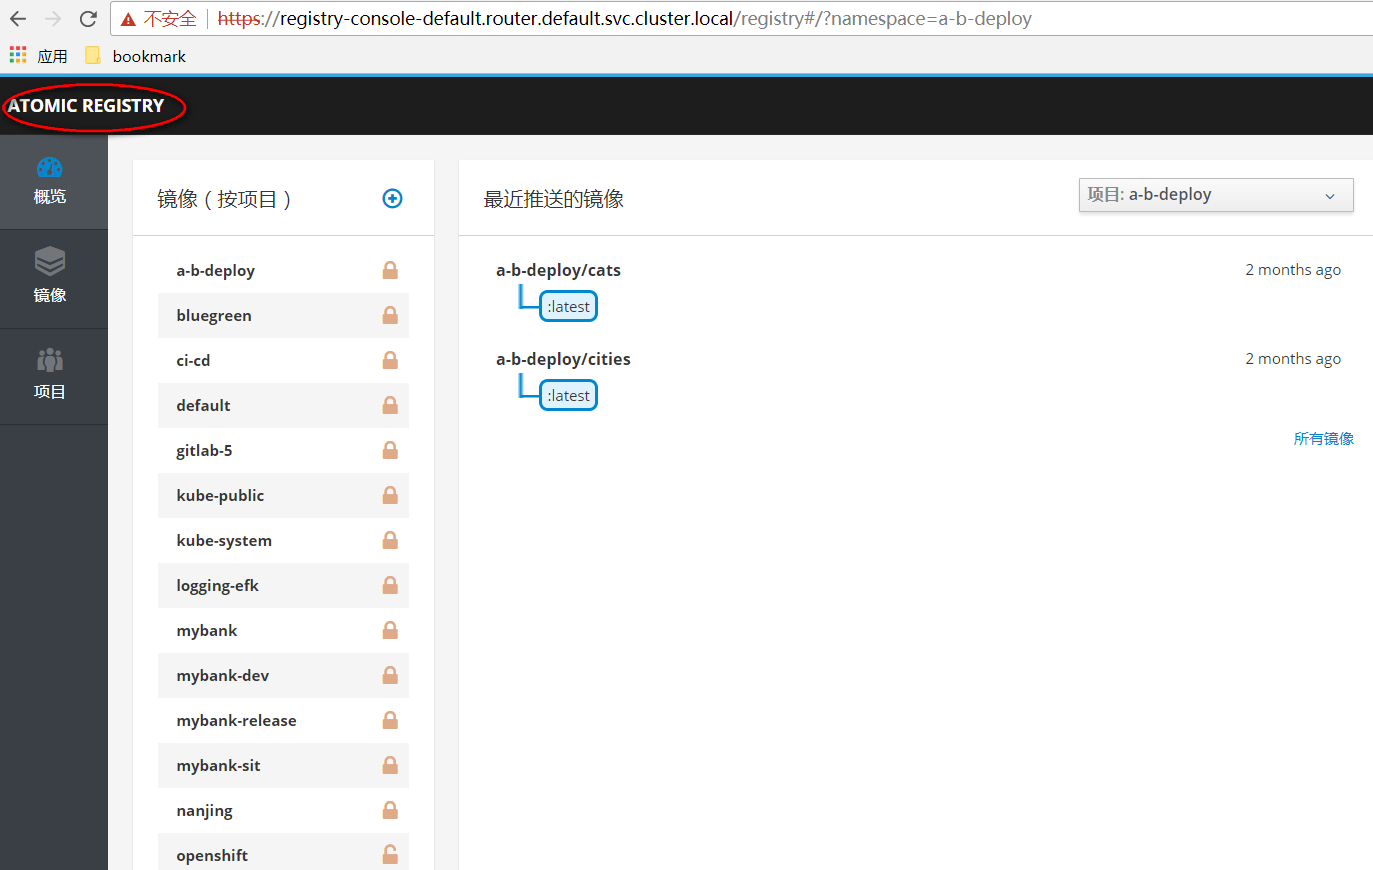 不安全 https://registry-console-default.router.default.svc.cluster.local/registry#/?namespace=a-b-deploy
应用 bookmark
ATOMIC REGISTRY
概览
镜像
项目
镜像（按项目）
a-b-deploy
bluegreen
ci-cd
default
gitlab-5
kube-public
kube-system
logging-efk
mybank
mybank-dev
mybank-release
mybank-sit
nanjing
openshift
最近推送的镜像
项目: a-b-deploy
a-b-deploy/cats 2 months ago
:latest
a-b-deploy/cities 2 months ago
:latest
所有镜像